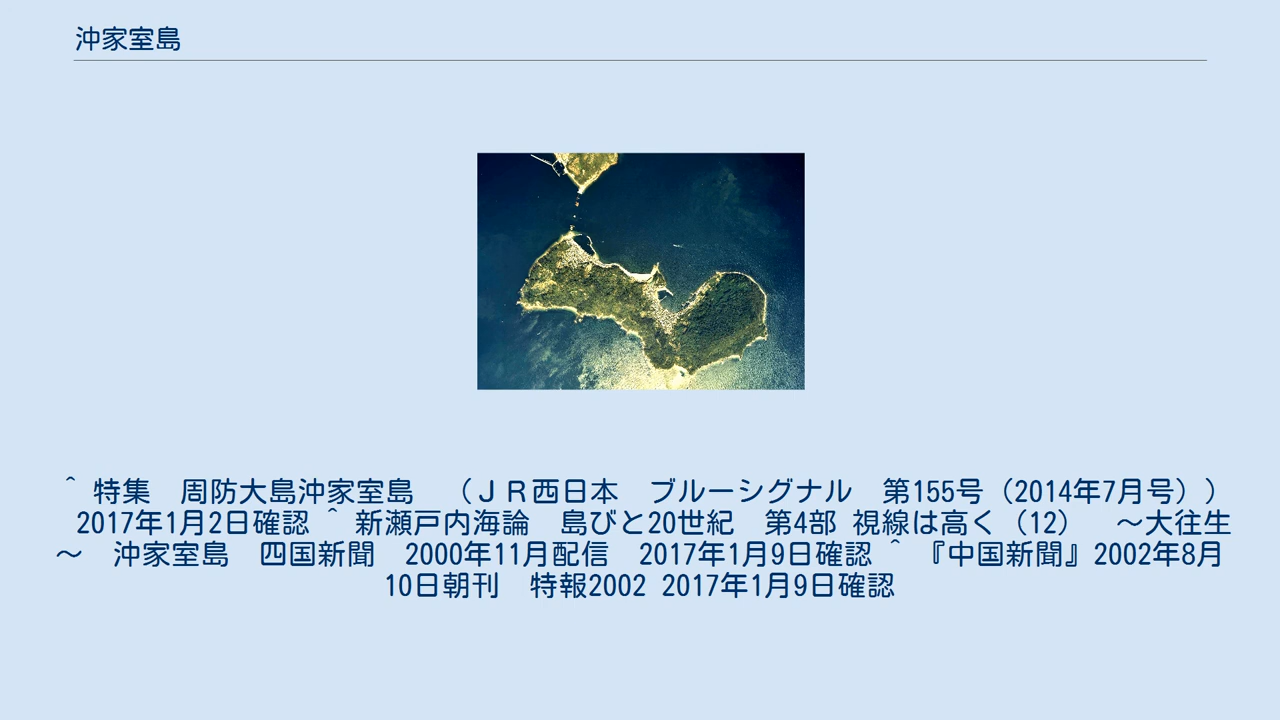 沖家室島
＾ 特集　周防大島沖家室島　（ＪＲ西日本　ブルーシグナル　第155号（2014年7月号））
2017年1月2日確認 ＾ 新瀬戸内海論　島びと20世紀　第4部 視線は高く（12）　～大往生
～　沖家室島　四国新聞　2000年11月配信　2017年1月9日確認 ＾ 『中国新聞』2002年8月
10日朝刊　特報2002 2017年1月9日確認